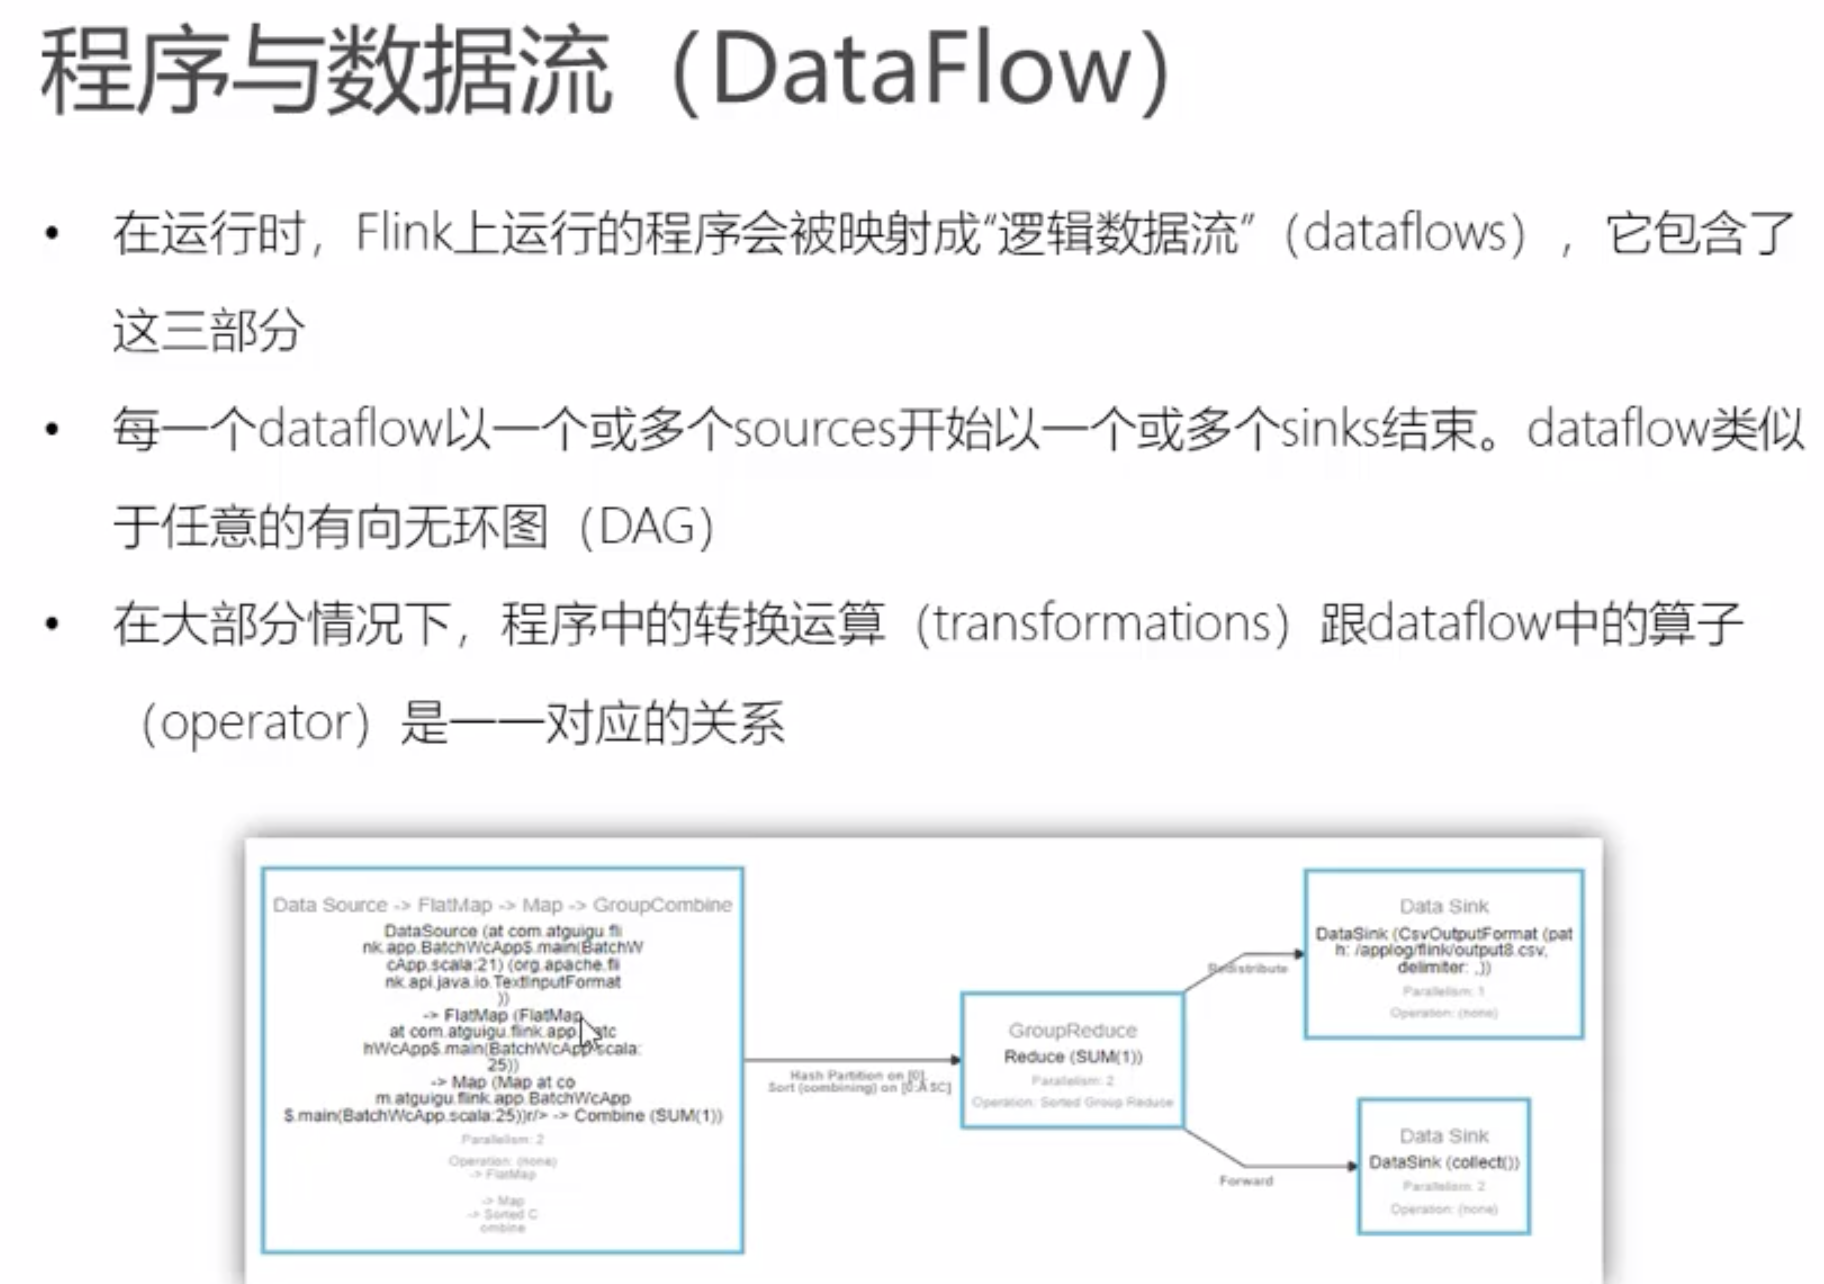 程序与数据流（DataFlow）
• 在运行时，Flink上运行的程序会被映射成“逻辑数据流”（dataflows），它包含了
这三部分
• 每一个dataflow以一个或多个sources开始以一个或多个sinks结束。dataflow类似
于任意的有向无环图（DAG）
• 在大部分情况下，程序中的转换运算（transformations）跟dataflow中的算子
（operator）是一一对应的关系
Data Source -> FlatMap -> Map -> GroupCombine
DataSource (at com.atguigu.fli
nk.app.BatchWcApp$.main(BatchW
cApp.scala:21) (org.apache.fli
nk.api.java.io.TextInputFormat
))
-> FlatMap (FlatMap
at com.atguigu.flink.app. atc
hWcApp$.main(BatchWcApp.scala:
25))
-> Map (Map at co
m.atguigu.flink.app.BatchWcApp
$.main(BatchWcApp.scala:25))r/> -> Combine (SUM(1))
Parallelism: 2
Operation: (none)
-> FlatMap
-> Map
-> Sorted C
ombine
Hash Partition on [0]
Sort (combining) on [0:ASC]
GroupReduce
Reduce (SUM(1))
Parallelism: 2
Operation: Sorted Group Reduce
Redistribute
Data Sink
DataSink (CsvOutputFormat (pat
h: /applog/flink/output8.csv,
delimiter: ,))
Parallelism: 1
Operation: (none)
Forward
Data Sink
DataSink (collect())
Parallelism: 2
Operation: (none)